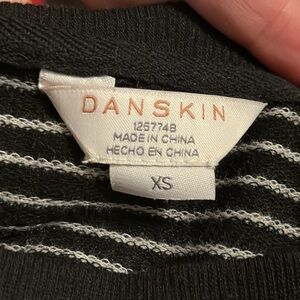 DANSKIN
1257748
MADE IN CHINA
HECHO EN CHINA
XS